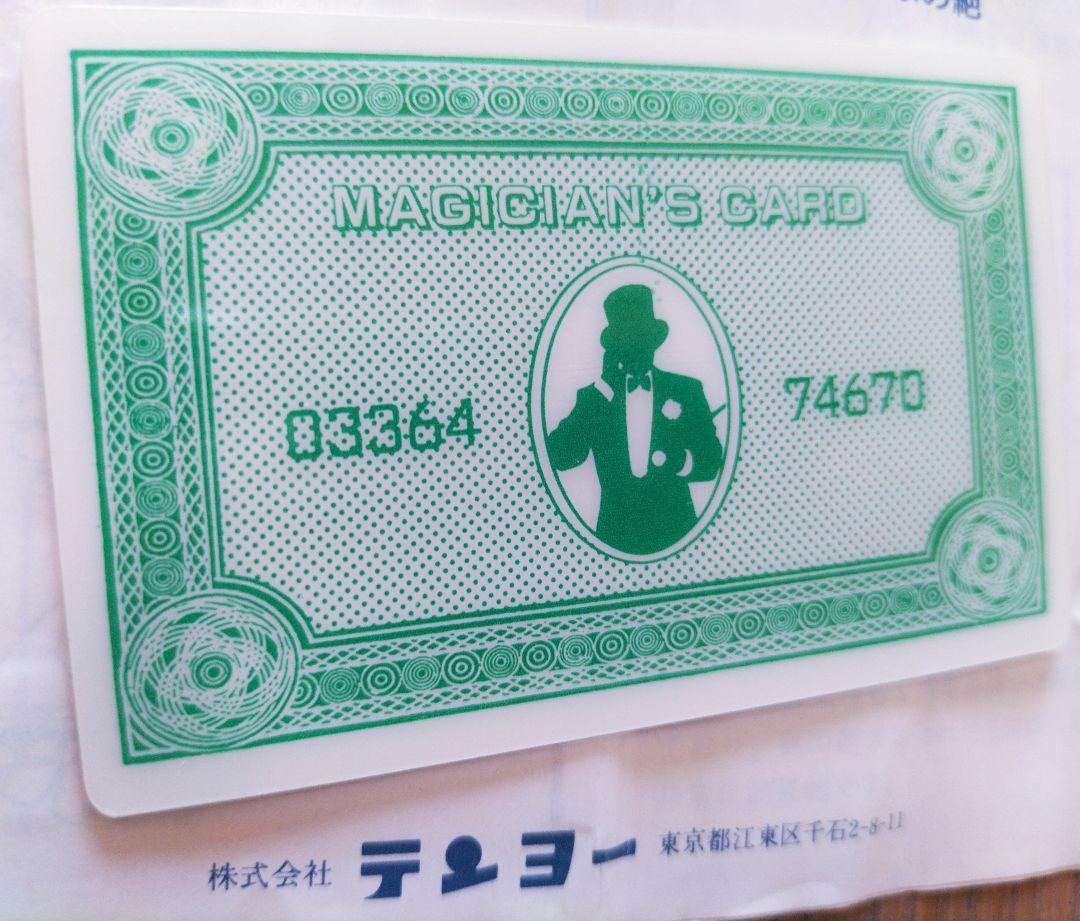 MAGICIAN'S CARD
03364 74670
株式会社 テンヨー 東京都江東区千石2-8-11